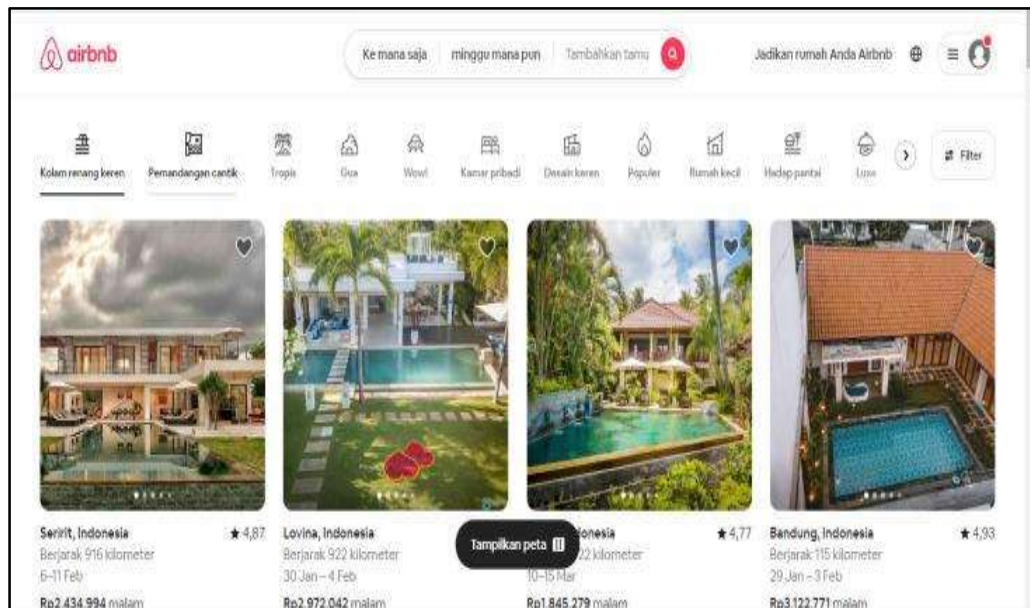 airbnb
Ke mana saja minggu mana pun Tambahkan tamu
Jadikan rumah Anda Airbnb
Kolam renang keren Pemandangan cantik Tropis Gua Wow! Kamar pribadi Desain keren Populer Rumah kecil Hadap pantai Luxe
Filter
Seririt, Indonesia 4,87
Berjarak 916 kilometer
6–11 Feb
Rp2.434.994 malam
Lovina, Indonesia
Berjarak 922 kilometer
30 Jan – 4 Feb
Rp2.972.042 malam
Tampilkan peta
donesia 4,77
22 kilometer
10–15 Mar
Rp1.845.279 malam
Bandung, Indonesia 4,93
Berjarak 115 kilometer
29 Jan – 3 Feb
Rp3.122.771 malam